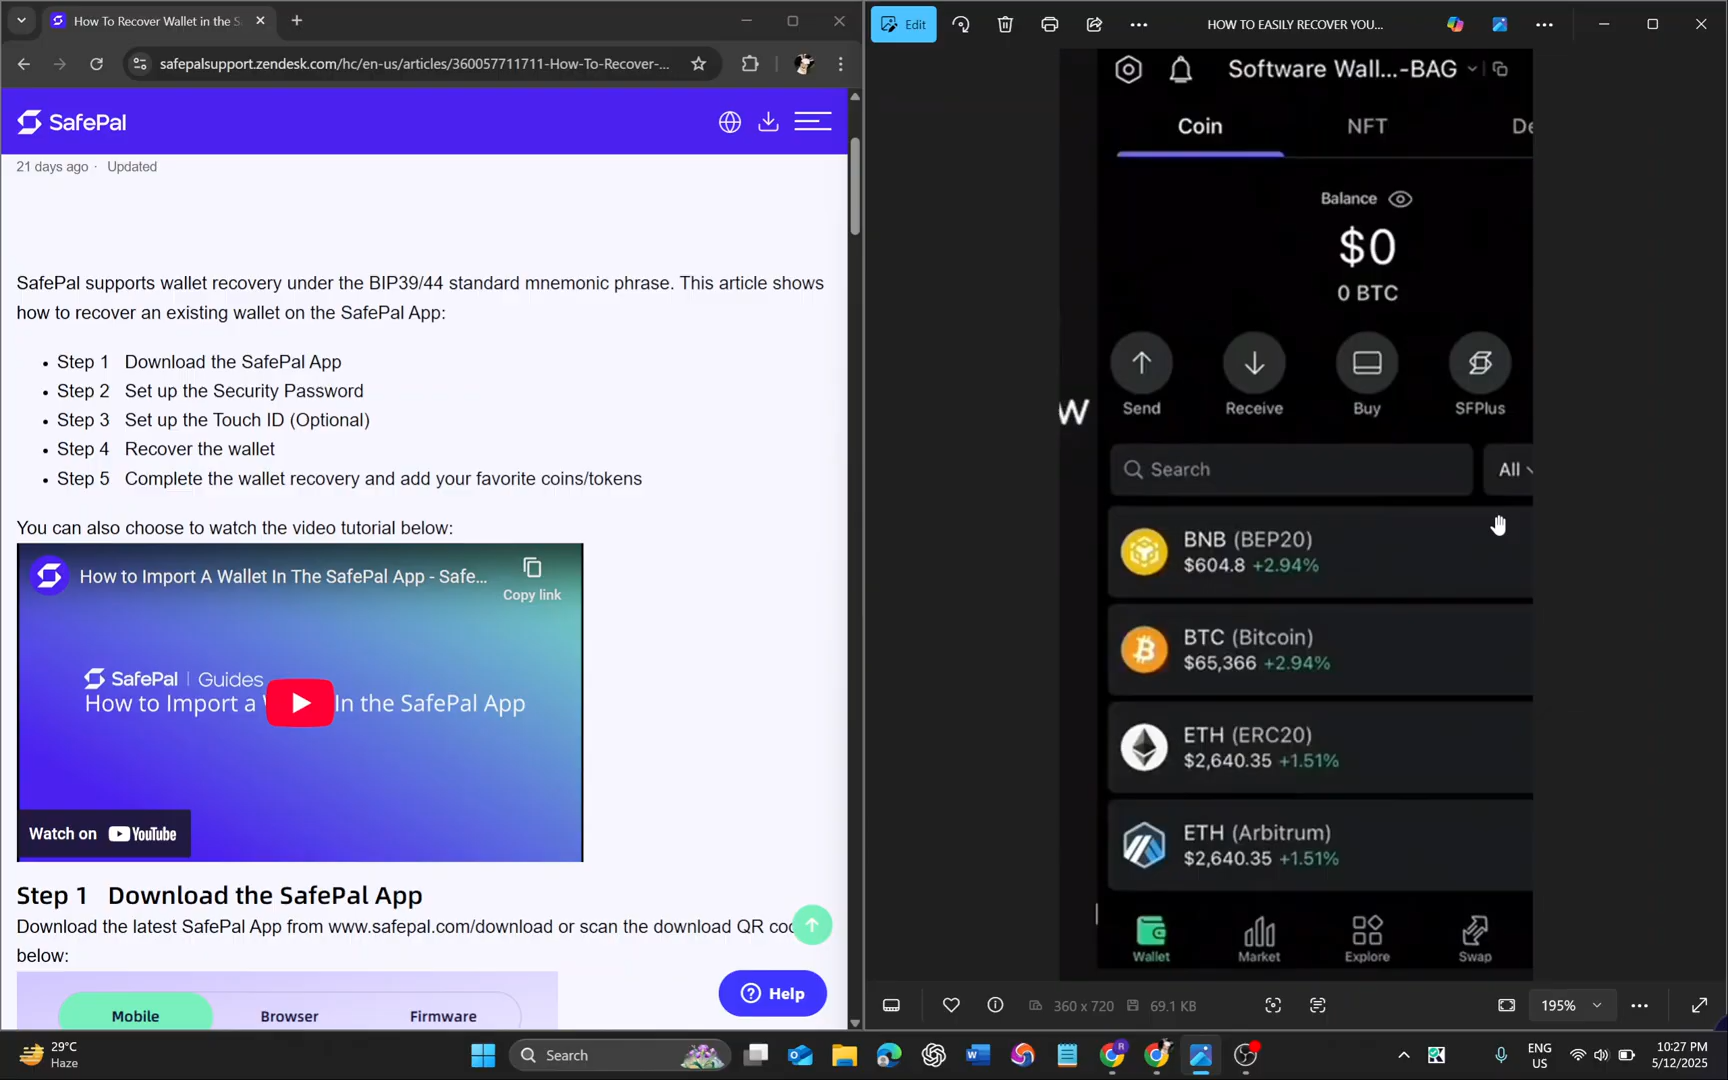 How To Recover Wallet in the S
safepalsupport.zendesk.com/hc/en-us/articles/360057711711-How-To-Recover-...
SafePal
21 days ago · Updated
SafePal supports wallet recovery under the BIP39/44 standard mnemonic phrase. This article shows
how to recover an existing wallet on the SafePal App:
Step 1 Download the SafePal App
Step 2 Set up the Security Password
Step 3 Set up the Touch ID (Optional)
Step 4 Recover the wallet
Step 5 Complete the wallet recovery and add your favorite coins/tokens
You can also choose to watch the video tutorial below:
How to Import A Wallet In The SafePal App - Safe...
Copy link
SafePal | Guides
How to Import a W In the SafePal App
Watch on YouTube
Step 1 Download the SafePal App
Download the latest SafePal App from www.safepal.com/download or scan the download QR coc
below:
Mobile Browser Firmware
Help
Edit
HOW TO EASILY RECOVER YOU...
Software Wall...-BAG
Coin NFT De
Balance
$0
0 BTC
Send Receive Buy SFPlus
W
Search
All
BNB (BEP20)
$604.8 +2.94%
BTC (Bitcoin)
$65,366 +2.94%
ETH (ERC20)
$2,640.35 +1.51%
ETH (Arbitrum)
$2,640.35 +1.51%
Wallet Market Explore Swap
360 x 720 69.1 KB
195%
29°C
Haze
Search
ENG
US
10:27 PM
5/12/2025